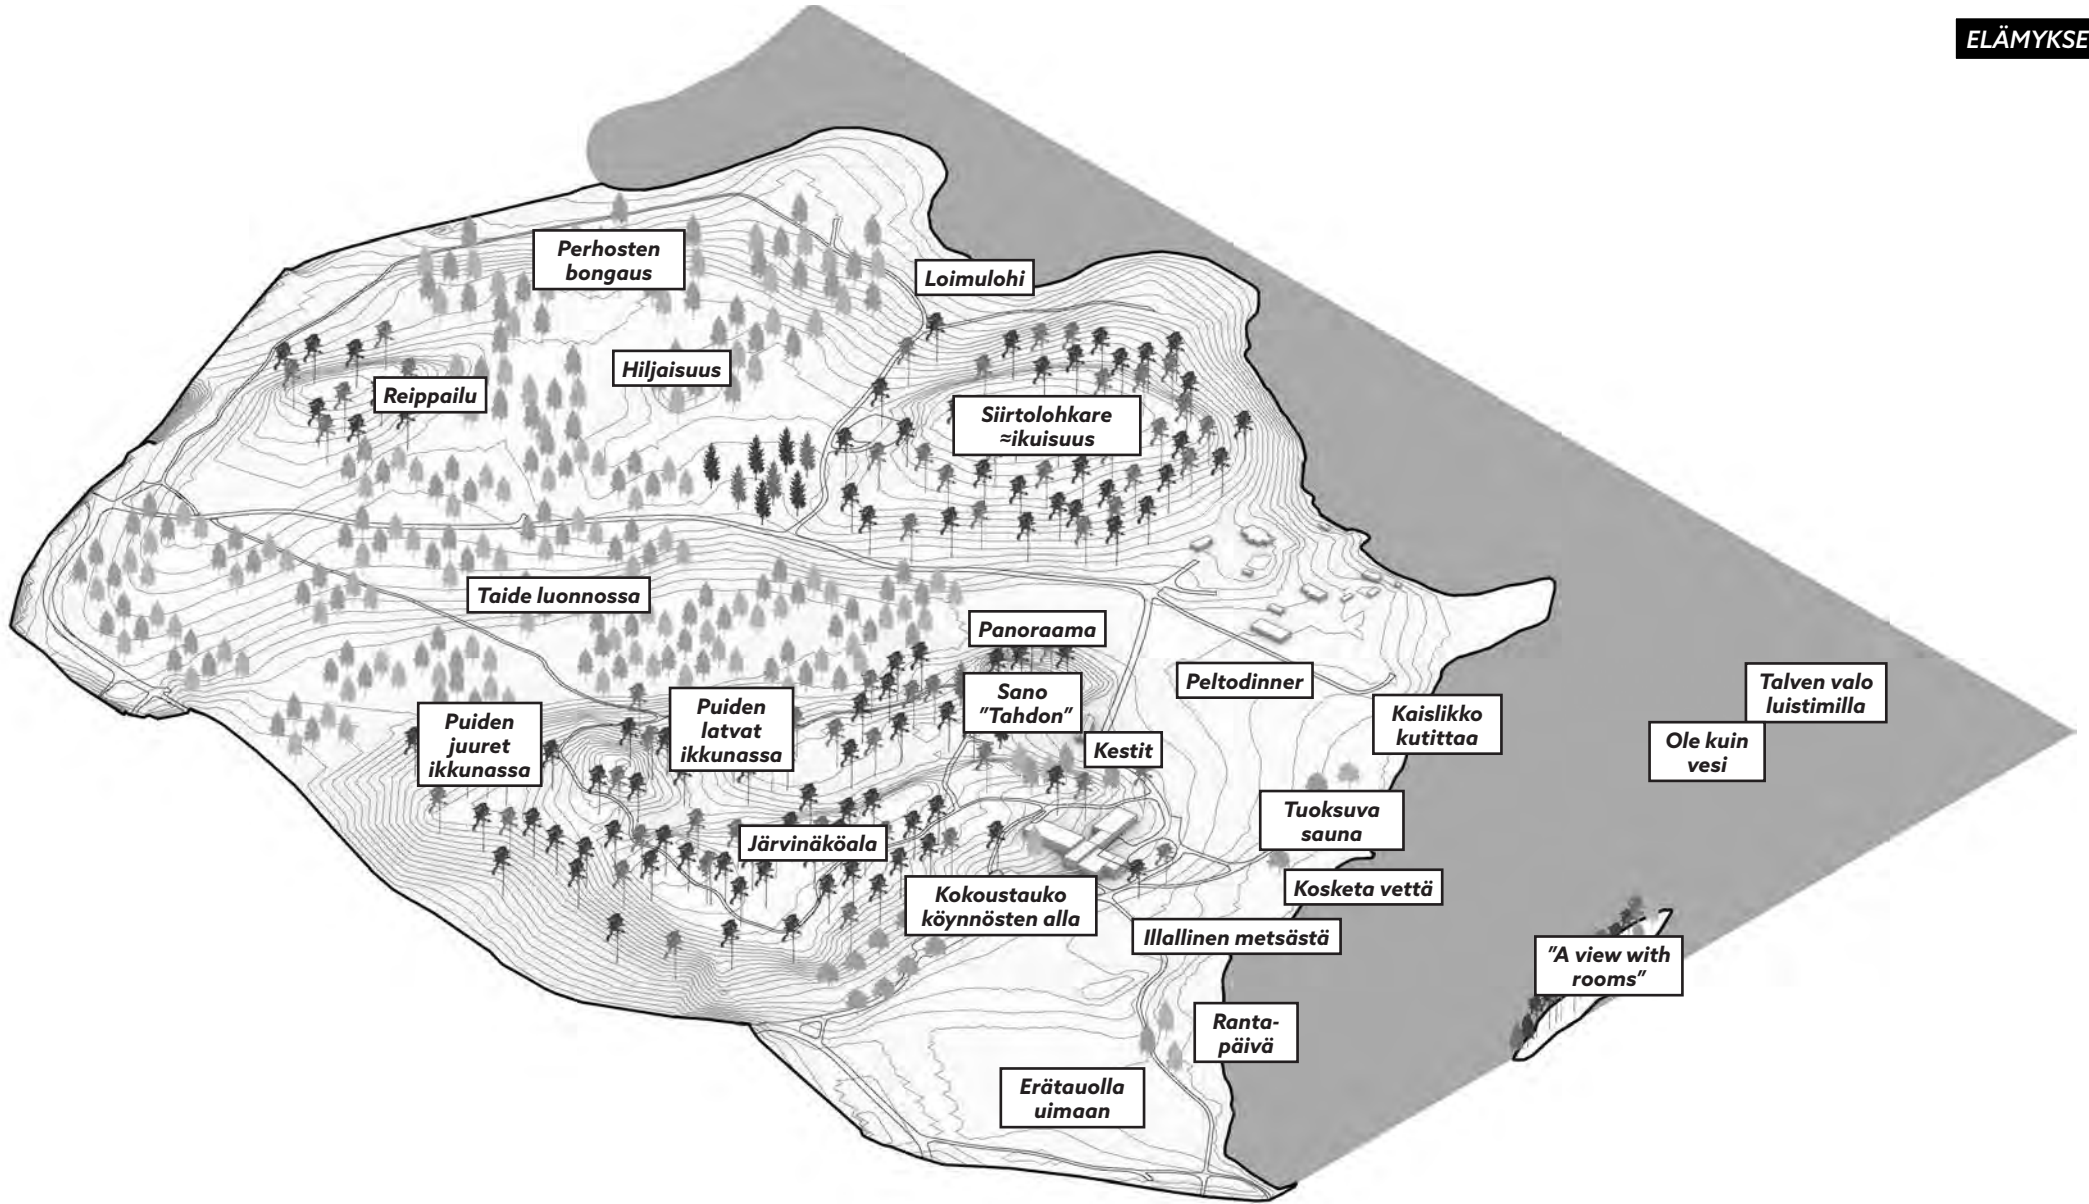 ELÄMYKSE
Perhosten
bongaus
Loimulohi
Hiljaisuus
Reippailu
Siirtolohkare
≈ikuisuus
Taide luonnossa
Panoraama
Peltodinner
Sano
"Tahdon"
Puiden
latvat
ikkunassa
Puiden
juuret
ikkunassa
Kaislikko
kutittaa
Talven valo
luistimilla
Ole kuin
vesi
Kestit
Tuoksuva
sauna
Järvinäköala
Kosketa vettä
Kokoustauko
köynnösten alla
Illallinen metsästä
"A view with
rooms"
Ranta-
päivä
Erätauolla
uimaan